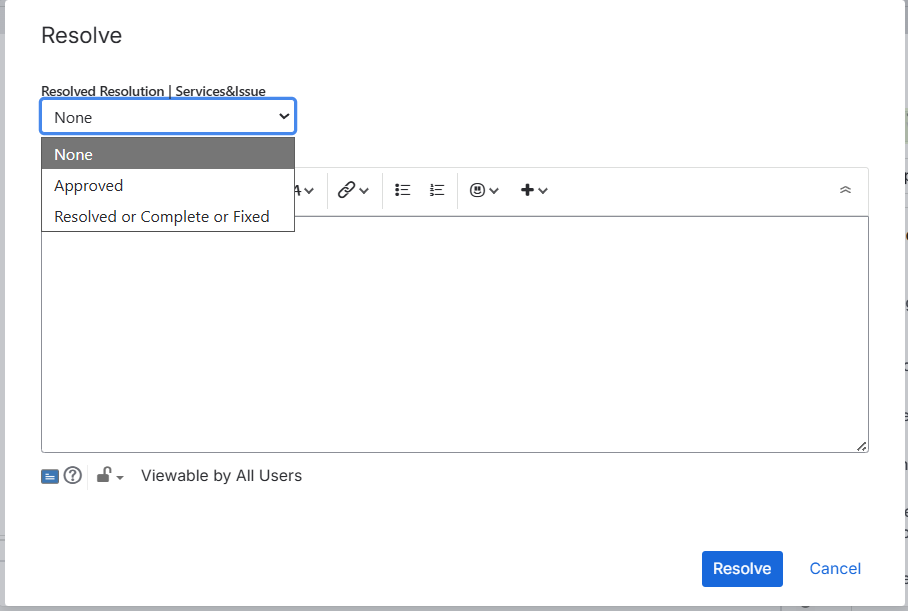 Resolve
Resolved Resolution | Services&Issue
None
None
Approved
Resolved or Complete or Fixed
Viewable by All Users
Resolve
Cancel